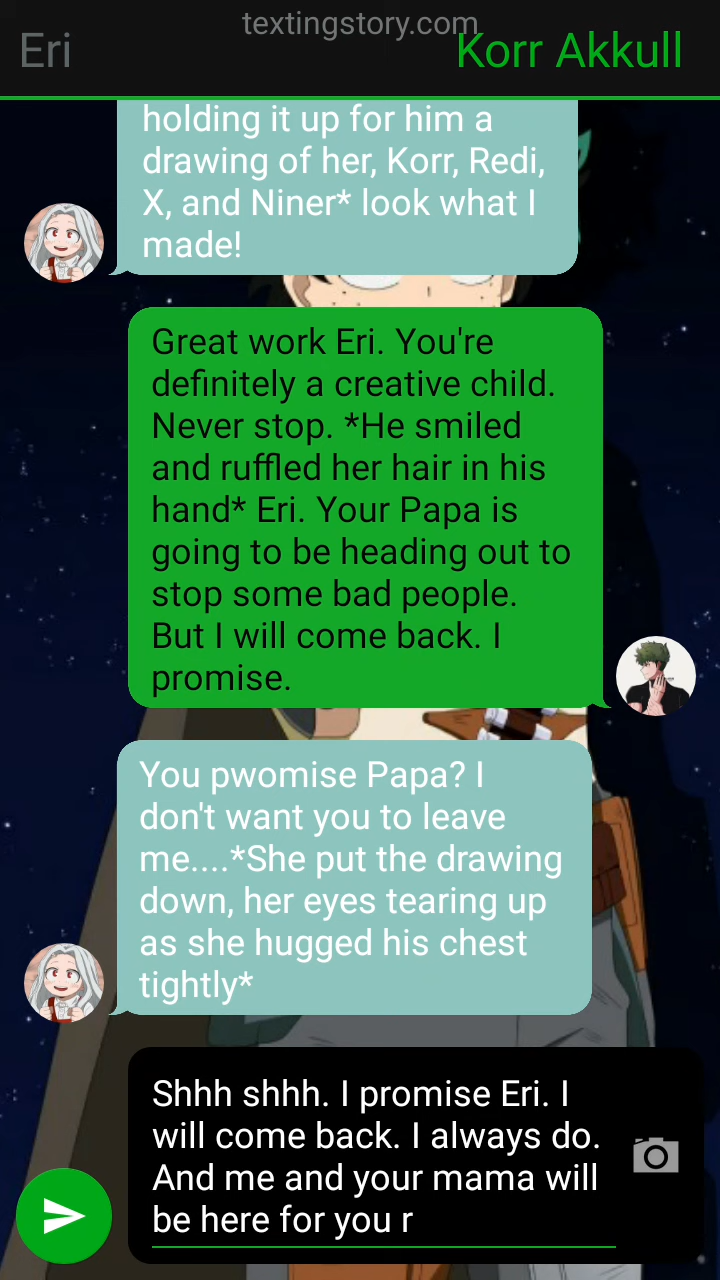 textingstory.com
Eri
Korr Akkull
holding it up for him a
drawing of her, Korr, Redi,
X, and Niner* look what I
made!
Great work Eri. You're
definitely a creative child.
Never stop. *He smiled
and ruffled her hair in his
hand* Eri. Your Papa is
going to be heading out to
stop some bad people.
But I will come back. I
promise.
You pwomise Papa? I
don't want you to leave
me....*She put the drawing
down, her eyes tearing up
as she hugged his chest
tightly*
Shhh shhh. I promise Eri. I
will come back. I always do.
And me and your mama will
be here for you r